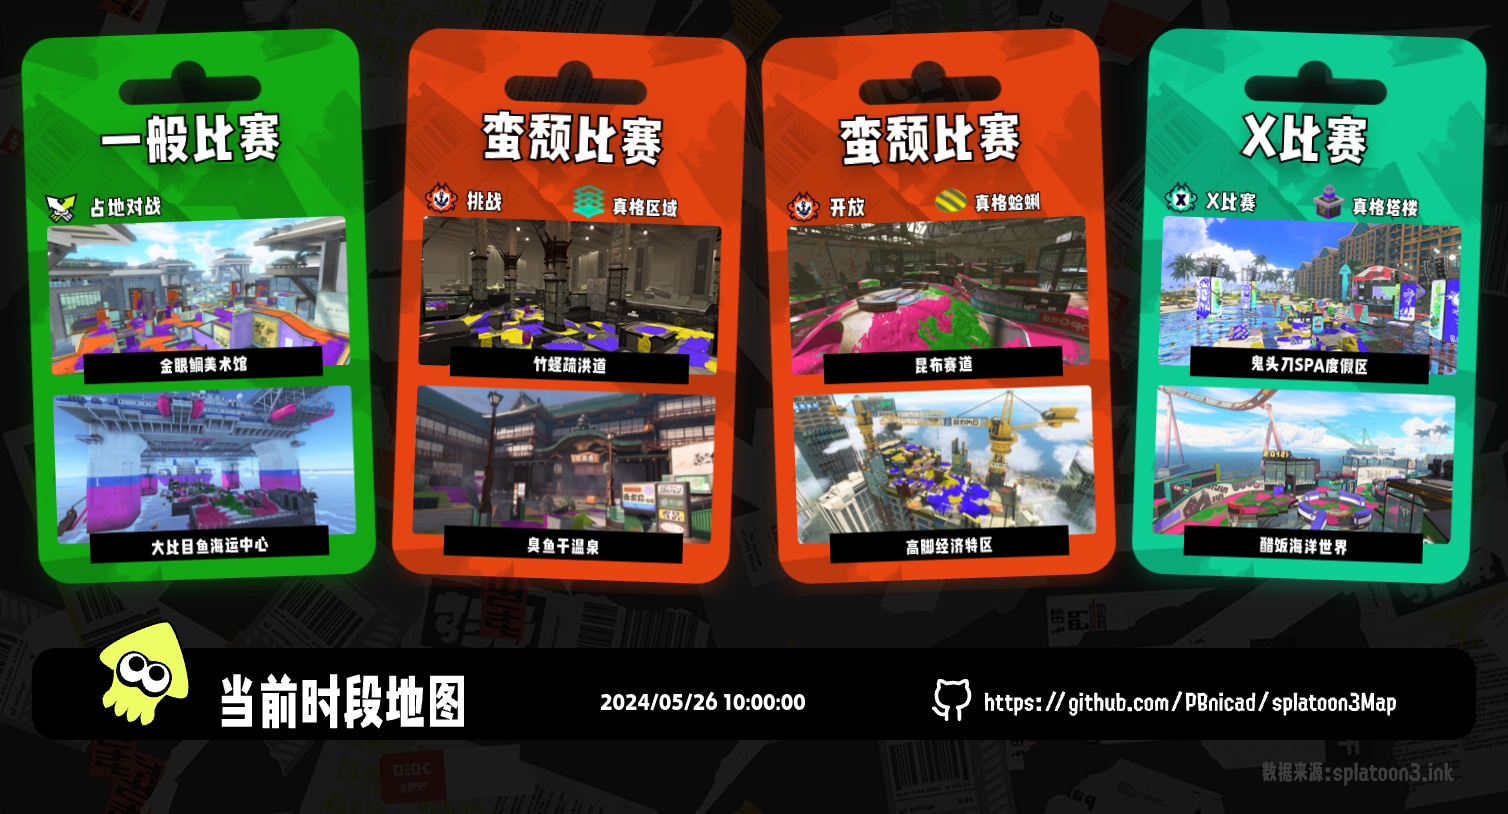 一般比赛
占地对战
金眼鲷美术馆
大比目鱼海运中心
蛮颓比赛
挑战
真格区域
竹蛏疏洪道
臭鱼干温泉
蛮颓比赛
开放
真格蛤蜊
昆布赛道
高脚经济特区
X比赛
X比赛
真格塔楼
鬼头刀SPA度假区
醋饭海洋世界
当前时段地图
2024/05/26 10:00:00
https://github.com/PBnicad/splatoon3Map
数据来源:splatoon3.ink